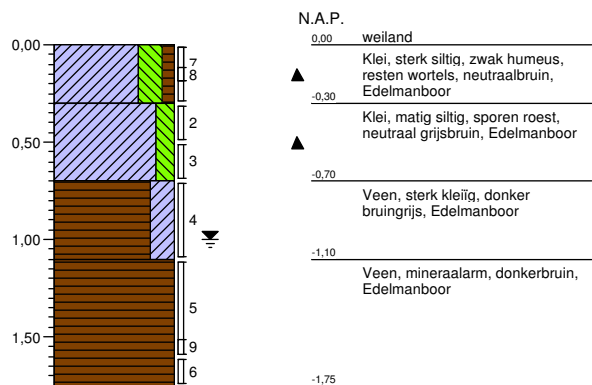 N.A.P.
0,00
7
8
2
0,50
3
4
1,00
5
1,50
9
6
0,00 weiland
Klei, sterk siltig, zwak humeus,
resten wortels, neutraalbruin,
Edelmanboor
-0,30
Klei, matig siltig, sporen roest,
neutraal grijsbruin, Edelmanboor
-0,70
Veen, sterk kleiïg, donker
bruingrijs, Edelmanboor
-1,10
Veen, mineraalarm, donkerbruin,
Edelmanboor
-1,75